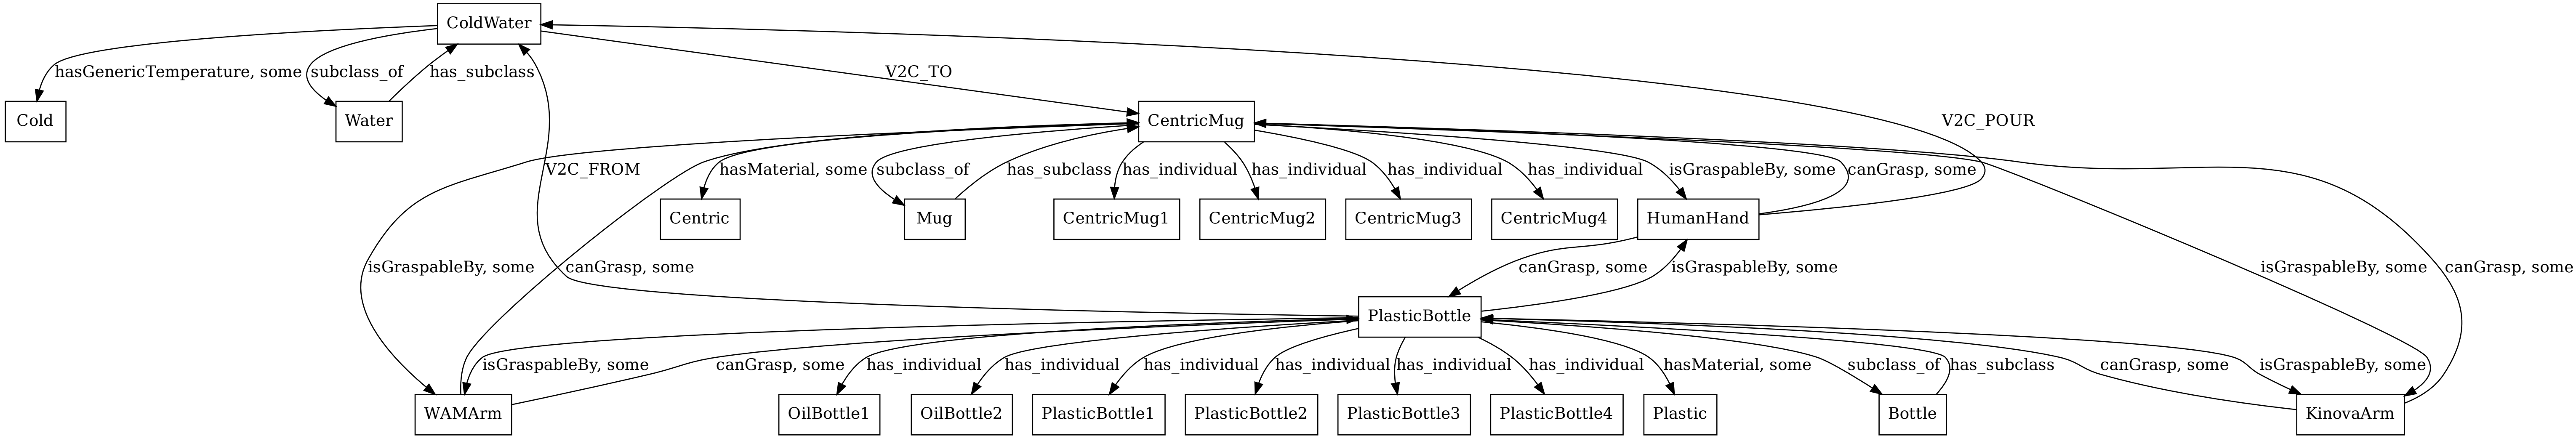 ColdWater
hasGenericTemperature, some
subclass_of
has_subclass
V2C_TO
Cold
Water
CentricMug
V2C_POUR
V2C_FROM
hasMaterial, some
subclass_of
has_subclass
has_individual
has_individual
has_individual
has_individual
isGraspableBy, some
canGrasp, some
Centric
Mug
CentricMug1
CentricMug2
CentricMug3
CentricMug4
HumanHand
isGraspableBy, some
canGrasp, some
canGrasp, some
isGraspableBy, some
isGraspableBy, some
canGrasp, some
PlasticBottle
isGraspableBy, some
canGrasp, some
has_individual
has_individual
has_individual
has_individual
has_individual
has_individual
hasMaterial, some
subclass_of
has_subclass
canGrasp, some
isGraspableBy, some
WAMArm
OilBottle1
OilBottle2
PlasticBottle1
PlasticBottle2
PlasticBottle3
PlasticBottle4
Plastic
Bottle
KinovaArm